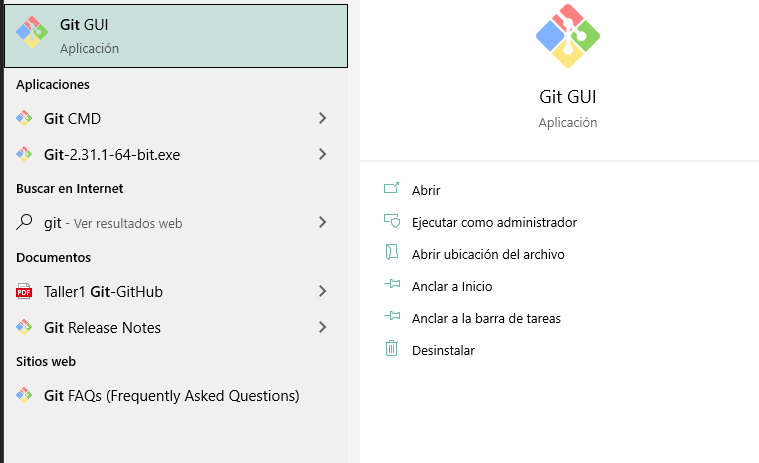 Git GUI
Aplicación
Aplicaciones
Git CMD
Git-2.31.1-64-bit.exe
Buscar en Internet
git - Ver resultados web
Documentos
PDF
Taller1 Git-GitHub
Git Release Notes
Sitios web
Git FAQs (Frequently Asked Questions)
Git GUI
Aplicación
Abrir
Ejecutar como administrador
Abrir ubicación del archivo
Anclar a Inicio
Anclar a la barra de tareas
Desinstalar